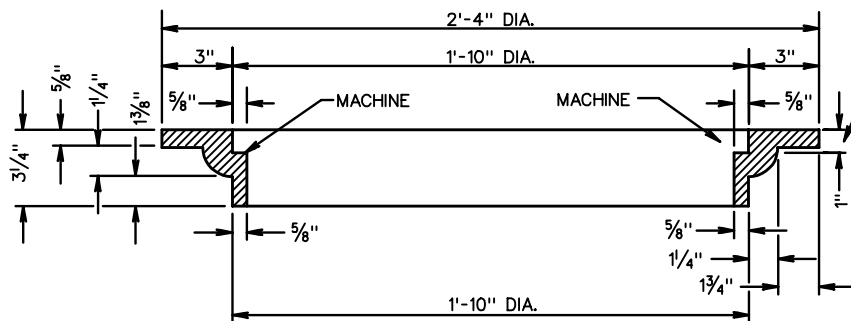 2'-4" DIA.
3" 1'-10" DIA. 3"
5/8" 1 1/4" 1 3/8" 5/8" MACHINE MACHINE 5/8"
3 1/4" 1"
5/8" 5/8"
1 1/4"
1 3/4"
1'-10" DIA.